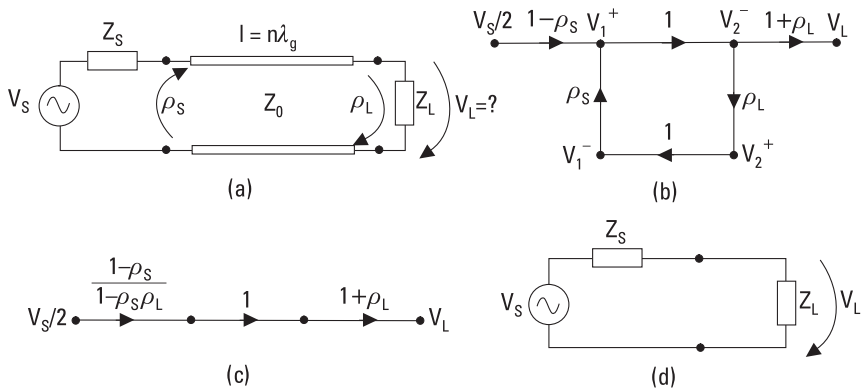 Z_S
l = nλ_g
V_S
ρ_S
Z_0
ρ_L
Z_L
V_L=?
(a)
V_S/2
1−ρ_S
V_1^+
1
V_2^−
1+ρ_L
V_L
ρ_S
ρ_L
V_1^−
1
V_2^+
(b)
1−ρ_S
1−ρ_Sρ_L
V_S/2
1
1+ρ_L
V_L
(c)
Z_S
V_S
Z_L
V_L
(d)